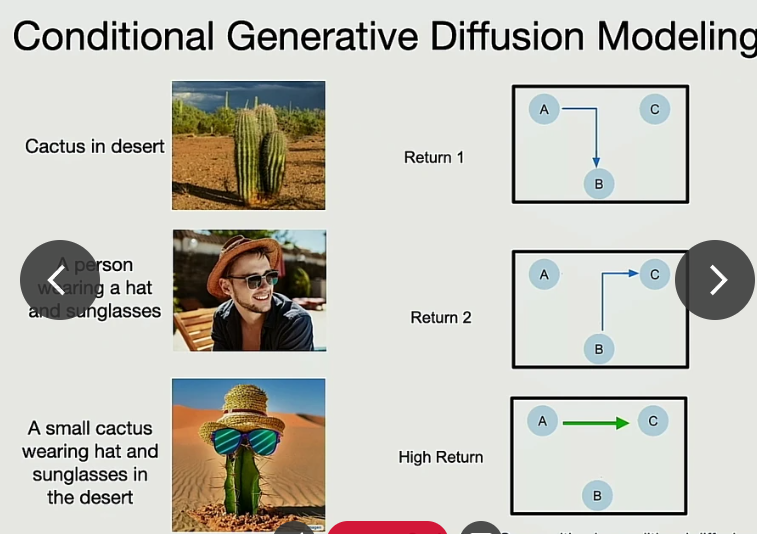 Conditional Generative Diffusion Modeling
Cactus in desert
A person
wearing a hat
and sunglasses
A small cactus
wearing hat and
sunglasses in
the desert
Return 1
A
C
B
Return 2
A
C
B
High Return
A
C
B